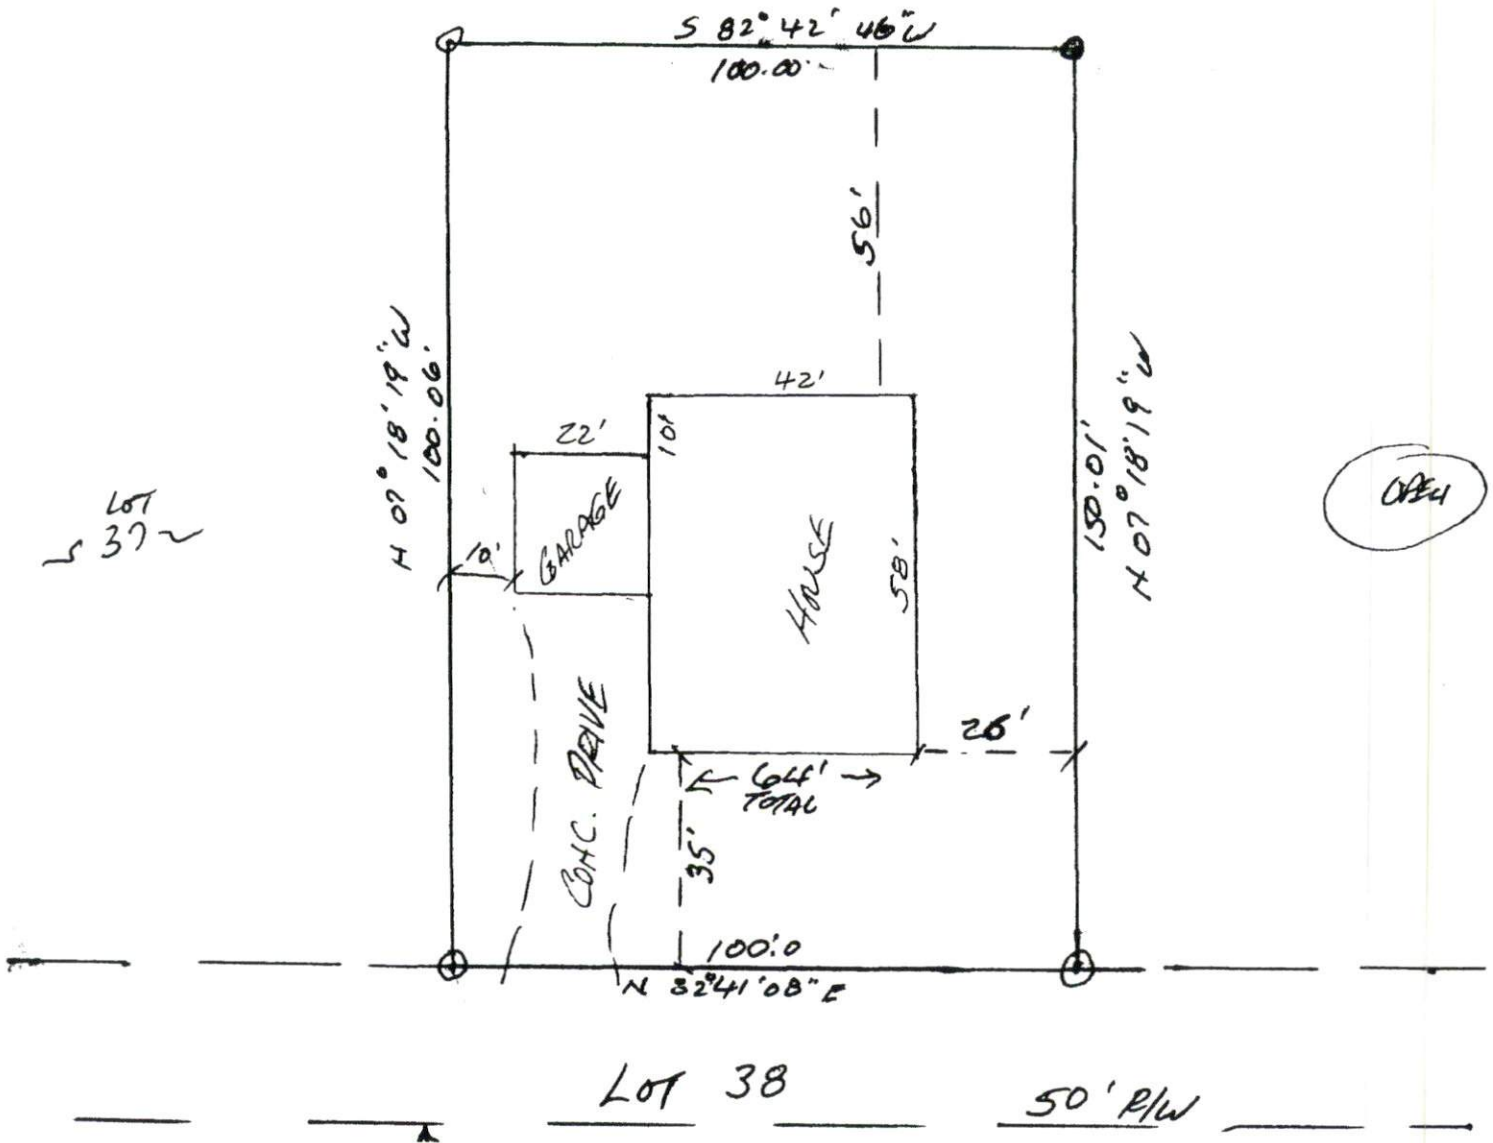 S 82° 42' 46" W
100.00'
56'
42'
22'
10'
N 07° 18' 19" W
100.06'
150.01'
N 07° 18' 19" W
LOT
37
OPEN
10'
GARAGE
HOUSE
58'
CONC. DRIVE
26'
64'
TOTAL
35'
100.0
N 82°41'08" E
LOT 38
50' R/W